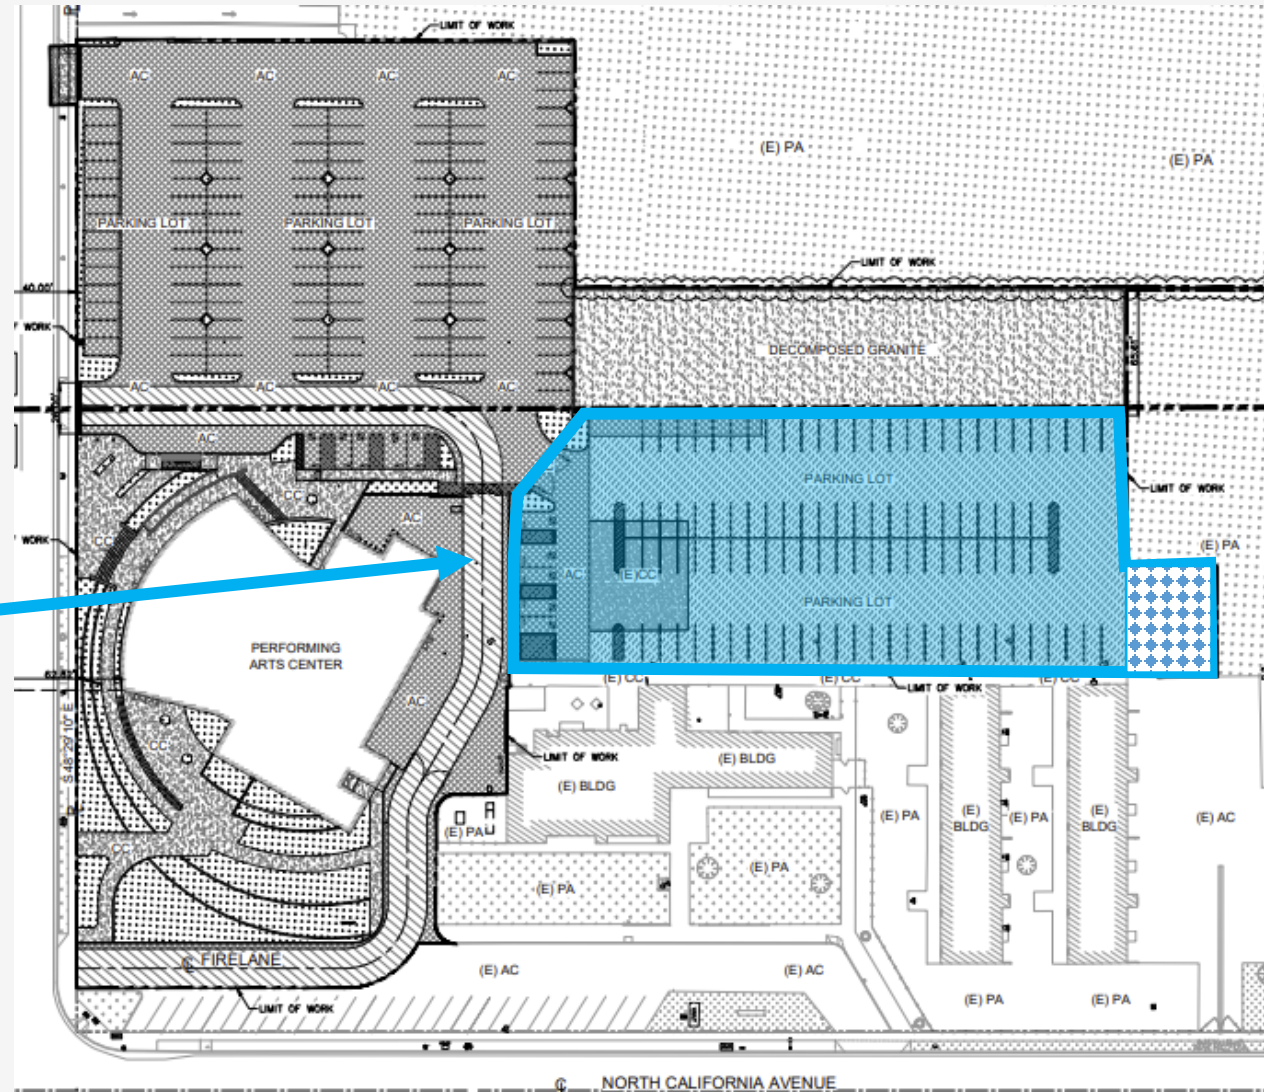 LIMIT OF WORK
AC
AC
AC
AC
(E) PA
(E) PA
PARKING LOT
PARKING LOT
PARKING LOT
LIMIT OF WORK
40.00'
WORK
DECOMPOSED GRANITE
AC
AC
AC
AC
AC
PARKING LOT
LIMIT OF WORK
CC
AC
CC
WORK
(E) PA
AC
(E)CC
PARKING LOT
PERFORMING
ARTS CENTER
(E) CC
(E) CC
(E) CC
LIMIT OF WORK
AC
S 48°29'10" E
CC
LIMIT OF WORK
(E) BLDG
(E) BLDG
(E) PA
(E) PA
(E)
BLDG
(E) PA
(E)
BLDG
(E) AC
CC
(E) PA
(E) PA
FIRELANE
(E) AC
(E) AC
LIMIT OF WORK
(E) PA
(E) PA
NORTH CALIFORNIA AVENUE